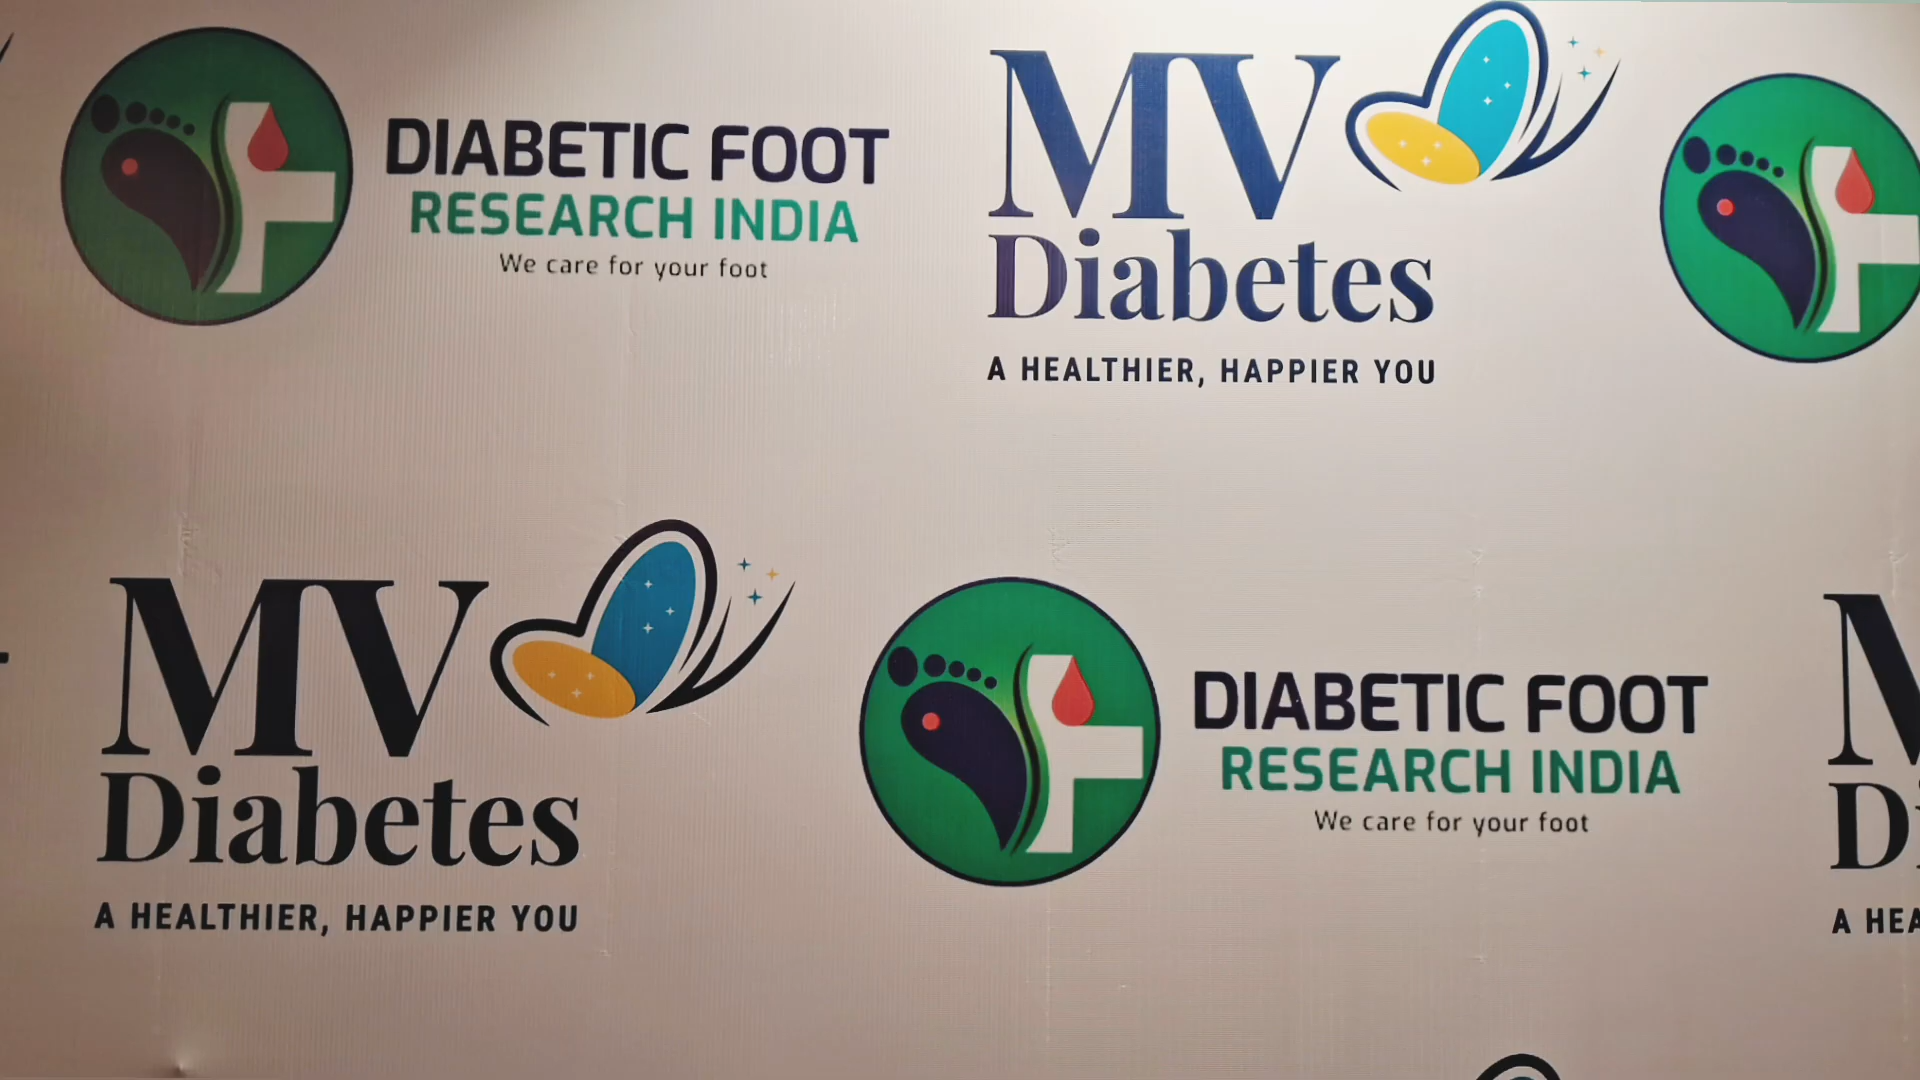 DIABETIC FOOT
RESEARCH INDIA
We care for your foot
MV
Diabetes
A HEALTHIER, HAPPIER YOU
MV
Diabetes
A HEALTHIER, HAPPIER YOU
DIABETIC FOOT
RESEARCH INDIA
We care for your foot